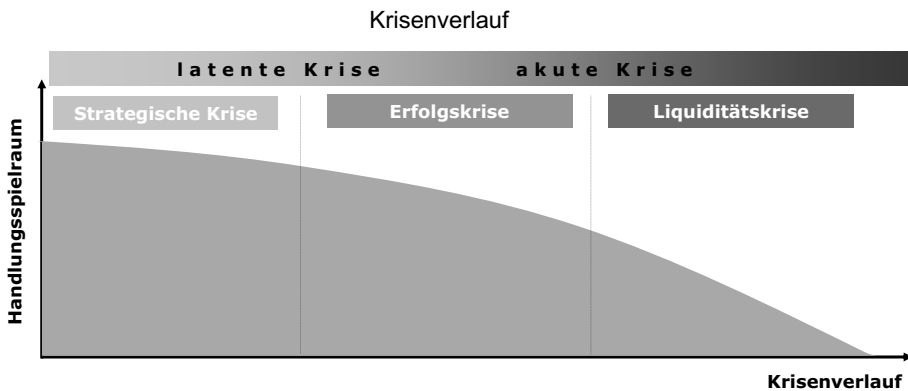 Krisenverlauf
latente Krise akute Krise
Strategische Krise Erfolgskrise Liquiditätskrise
Handlungsspielraum
Krisenverlauf